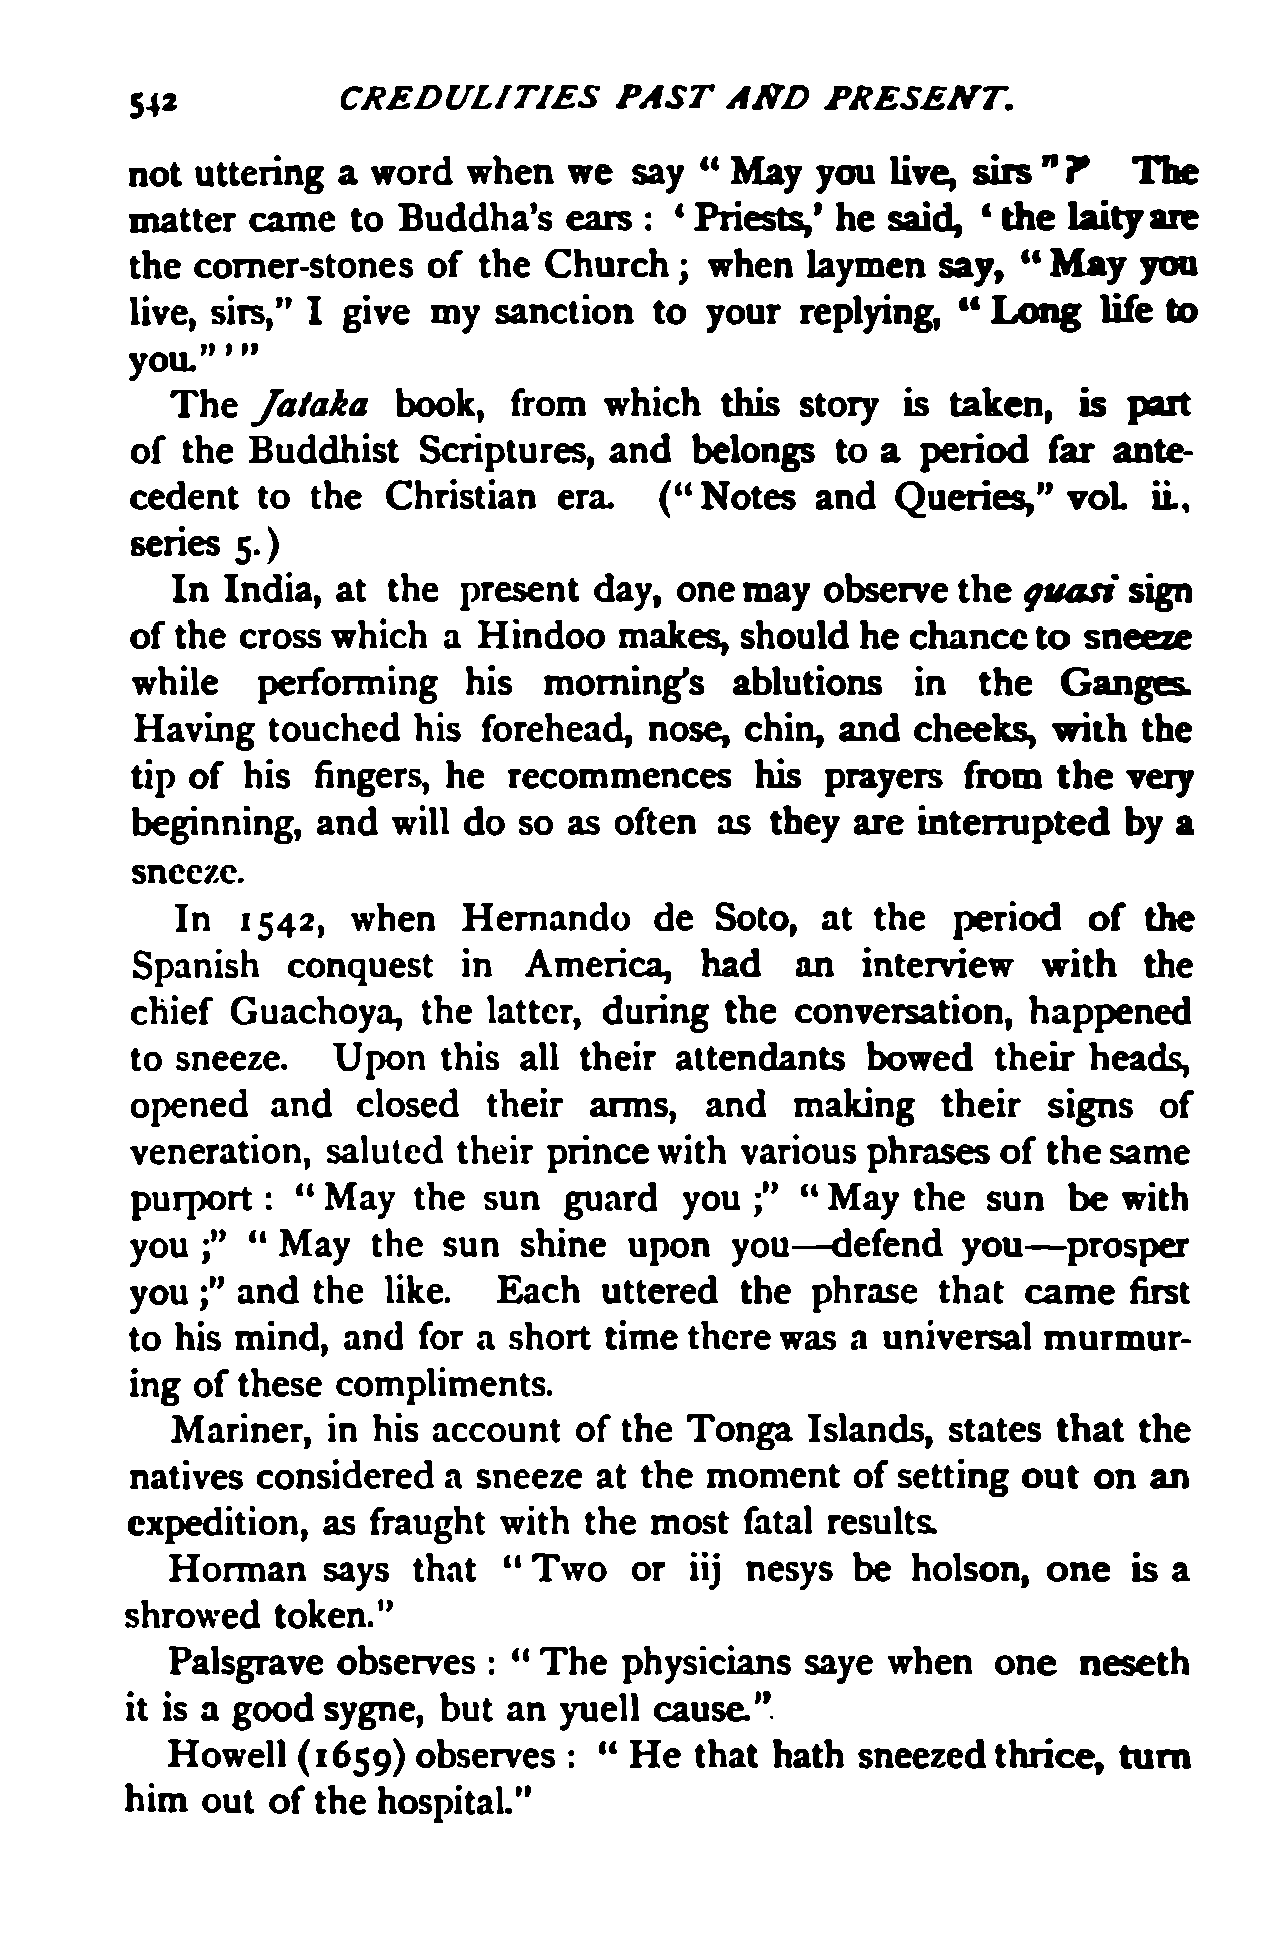 542 CREDULITIES PAST AND PRESENT.
not uttering a word when we say “ May you live, sirs ”? The
matter came to Buddha’s ears : ‘ Priests,’ he said, ‘ the laity are
the corner-stones of the Church ; when laymen say, “ May you
live, sirs,” I give my sanction to your replying, “ Long life to
you.” ’ ”
The Jataka book, from which this story is taken, is part
of the Buddhist Scriptures, and belongs to a period far ante-
cedent to the Christian era. (“ Notes and Queries,” vol. ii.,
series 5.)
In India, at the present day, one may observe the quasi sign
of the cross which a Hindoo makes, should he chance to sneeze
while performing his morning’s ablutions in the Ganges.
Having touched his forehead, nose, chin, and cheeks, with the
tip of his fingers, he recommences his prayers from the very
beginning, and will do so as often as they are interrupted by a
sneeze.
In 1542, when Hernando de Soto, at the period of the
Spanish conquest in America, had an interview with the
chief Guachoya, the latter, during the conversation, happened
to sneeze. Upon this all their attendants bowed their heads,
opened and closed their arms, and making their signs of
veneration, saluted their prince with various phrases of the same
purport : “ May the sun guard you ;” “ May the sun be with
you ;” “ May the sun shine upon you—defend you—prosper
you ;” and the like. Each uttered the phrase that came first
to his mind, and for a short time there was a universal murmur-
ing of these compliments.
Mariner, in his account of the Tonga Islands, states that the
natives considered a sneeze at the moment of setting out on an
expedition, as fraught with the most fatal results.
Horman says that “ Two or iij nesys be holson, one is a
shrowed token.”
Palsgrave observes : “ The physicians saye when one neseth
it is a good sygne, but an yuell cause.”
Howell (1659) observes : “ He that hath sneezed thrice, turn
him out of the hospital.”